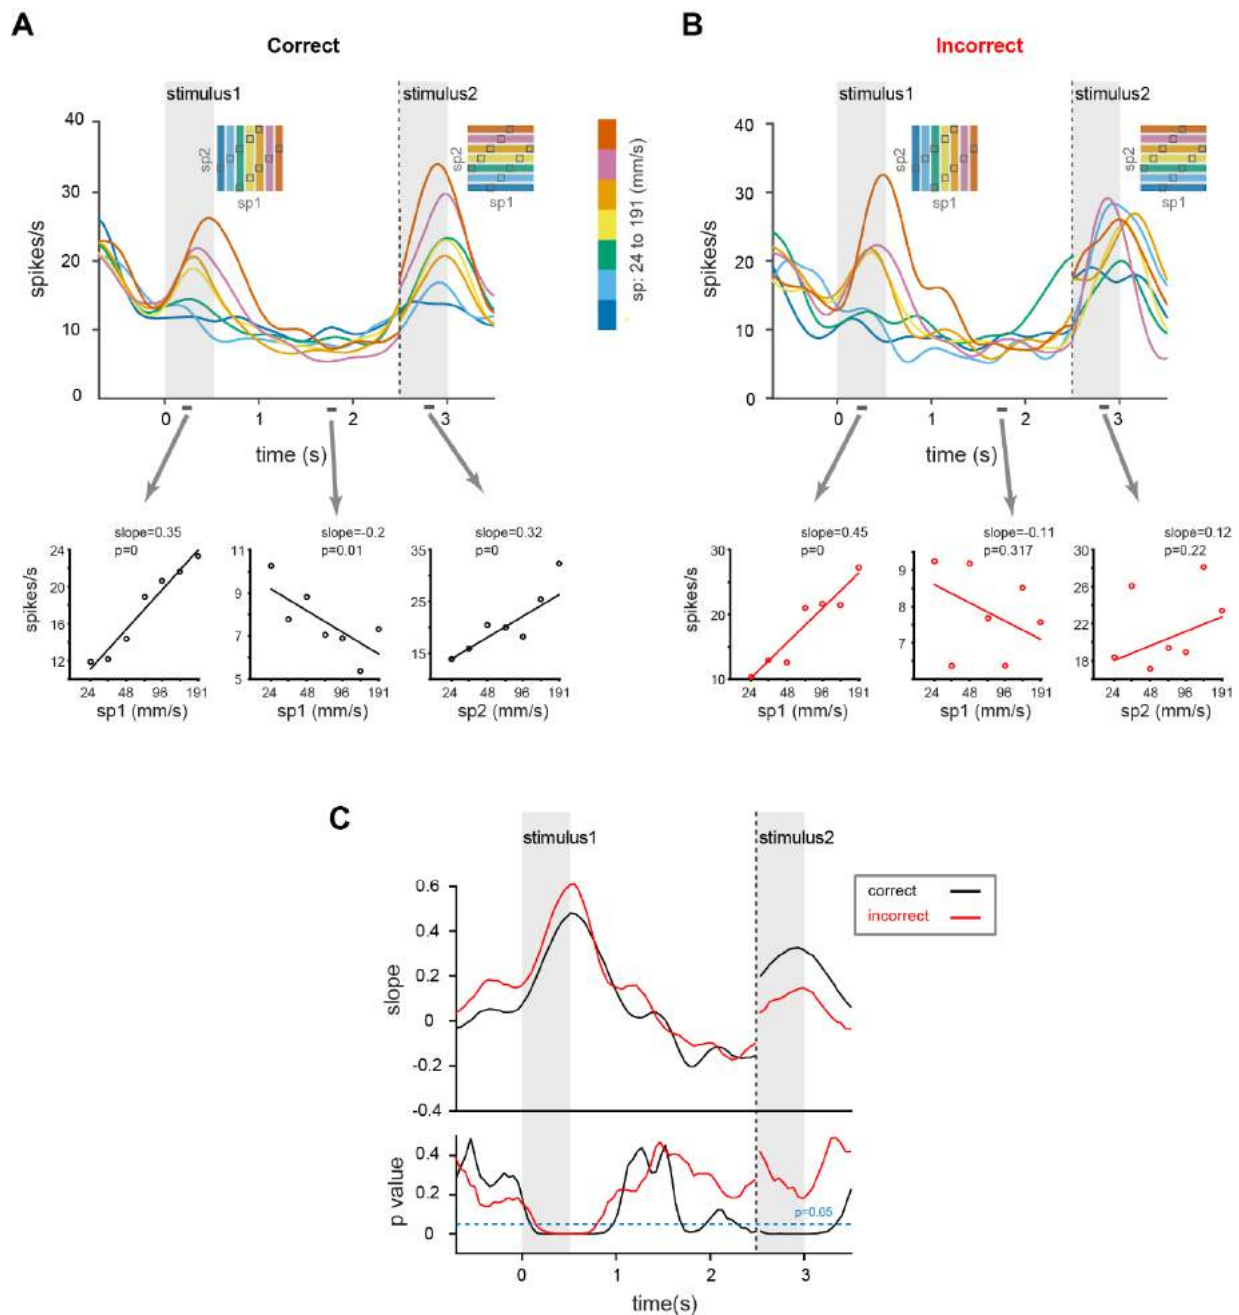 A
Correct
stimulus1
stimulus2
sp2
sp1
sp2
sp1
40
30
20
10
0
spikes/s
0 1 2 3
time (s)
sp: 24 to 191 (mm/s)
slope=0.35
p=0
24
20
16
12
spikes/s
24 48 96 191
sp1 (mm/s)
slope=-0.2
p=0.01
11
9
7
5
24 48 96 191
sp1 (mm/s)
slope=0.32
p=0
35
25
15
24 48 96 191
sp2 (mm/s)
B
Incorrect
stimulus1
stimulus2
sp2
sp1
sp2
sp1
40
30
20
10
0
spikes/s
0 1 2 3
time (s)
slope=0.45
p=0
30
20
10
spikes/s
24 48 96 191
sp1 (mm/s)
slope=-0.11
p=0.317
9
8
7
6
24 48 96 191
sp1 (mm/s)
slope=0.12
p=0.22
30
26
22
18
24 48 96 191
sp2 (mm/s)
C
stimulus1
stimulus2
correct
incorrect
0.6
0.4
0.2
0
-0.2
-0.4
slope
0.4
0.2
0
p value
p=0.05
0 1 2 3
time(s)